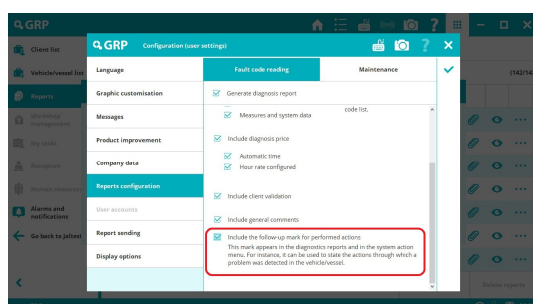 GRP
Client list
GRP Configuration (user settings)
Vehicle/vessel list
(142/142
Language
Fault code reading
Maintenance
Reports
Graphic customisation
Generate diagnosis report
Workshop management
Messages
Measures and system data
code list.
My tasks
Product improvement
Include diagnosis price
Automatic time
Company data
Hour rate configured
Reports configuration
Include client validation
User accounts
Include general comments
Alarms and
notifications
Report sending
Include the follow-up mark for performed actions
Go back to Jaltest
This mark appears in the diagnostics reports and in the system action
menu. For instance, it can be used to state the actions through which a
problem was detected in the vehicle/vessel.
Display options
Delete reports